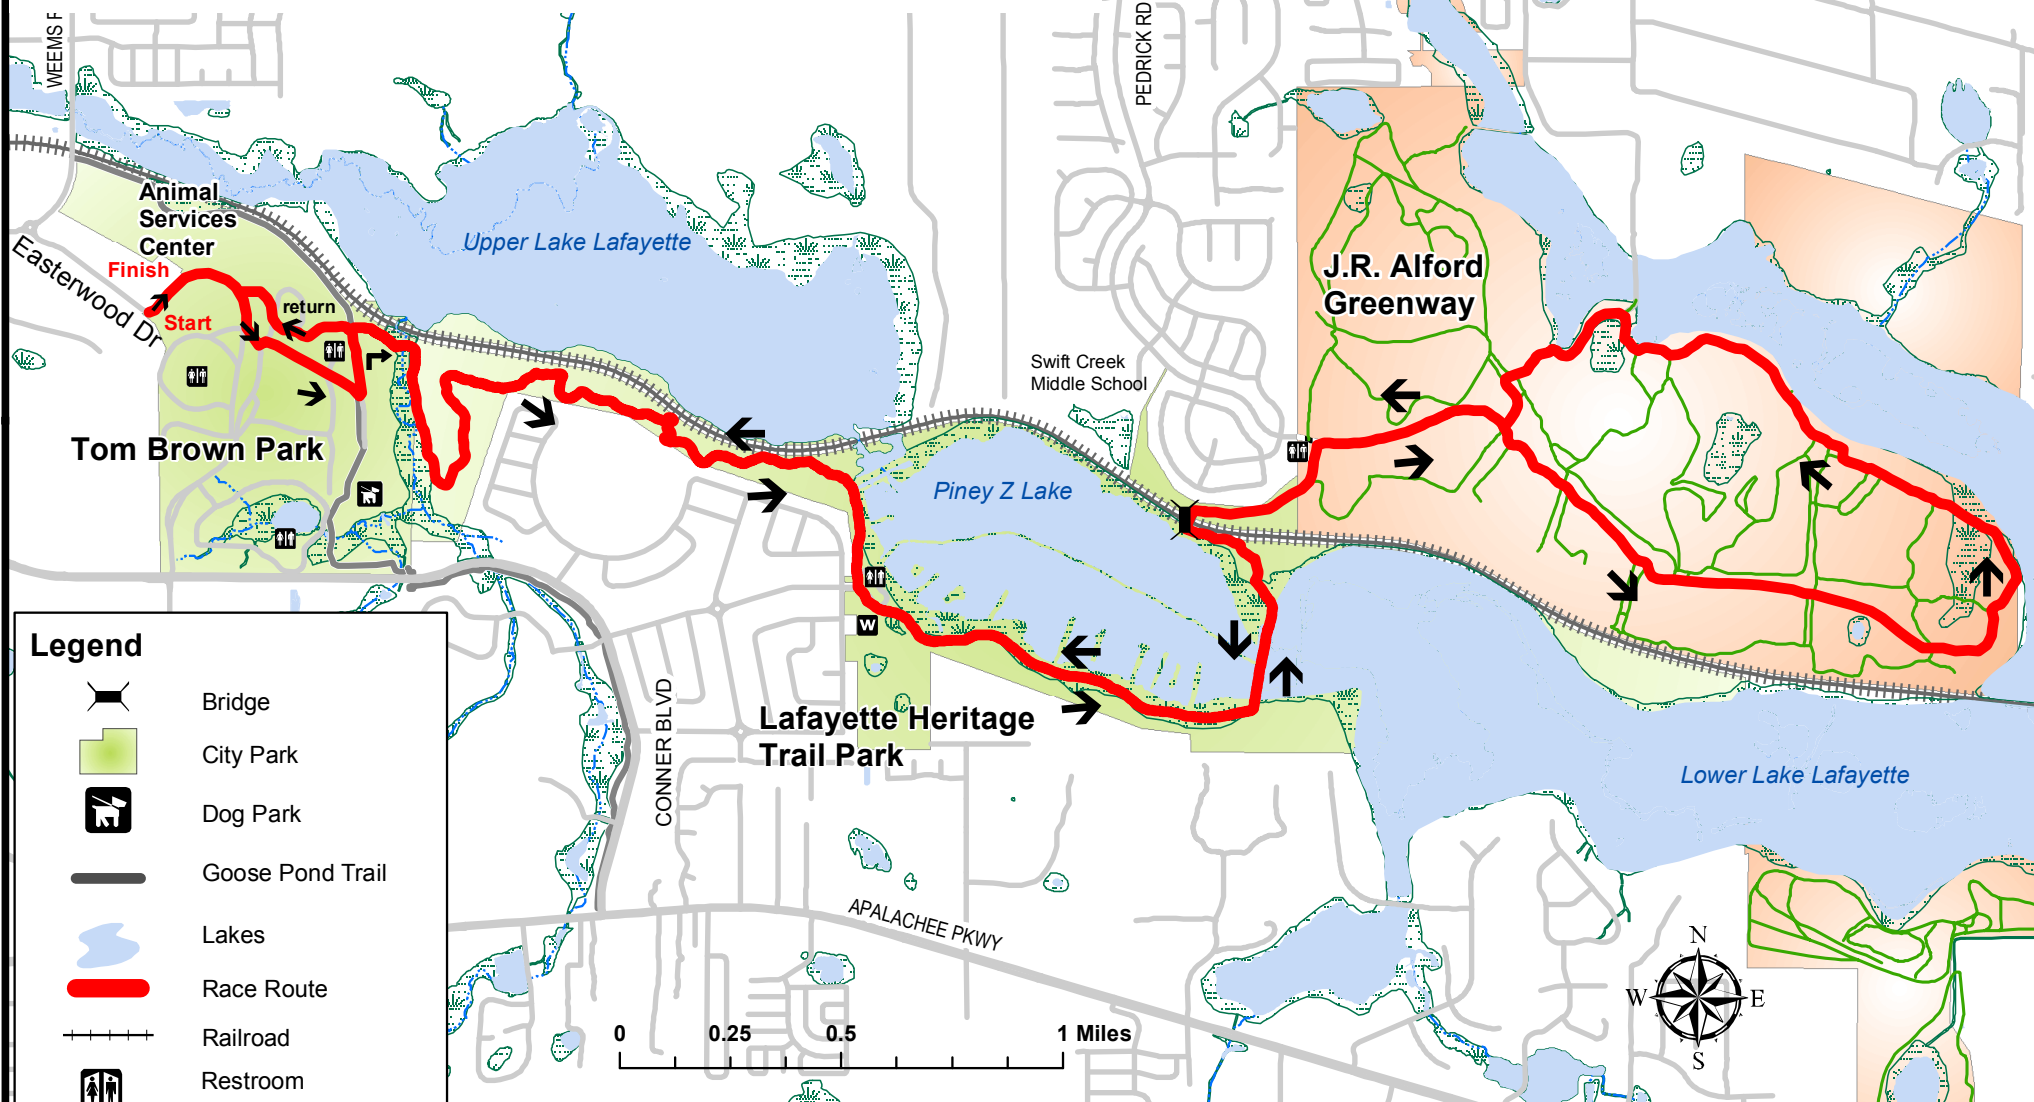 WEEMS
PEDRICK RD
Animal
Services
Center
Finish
Start
return
Easterwood Dr
Tom Brown Park
Upper Lake Lafayette
Swift Creek
Middle School
J.R. Alford
Greenway
Piney Z Lake
W
Lafayette Heritage
Trail Park
CONNER BLVD
Lower Lake Lafayette
APALACHEE PKWY
Legend
Bridge
City Park
Dog Park
Goose Pond Trail
Lakes
Race Route
Railroad
Restroom
0 0.25 0.5 1 Miles
N
W E
S